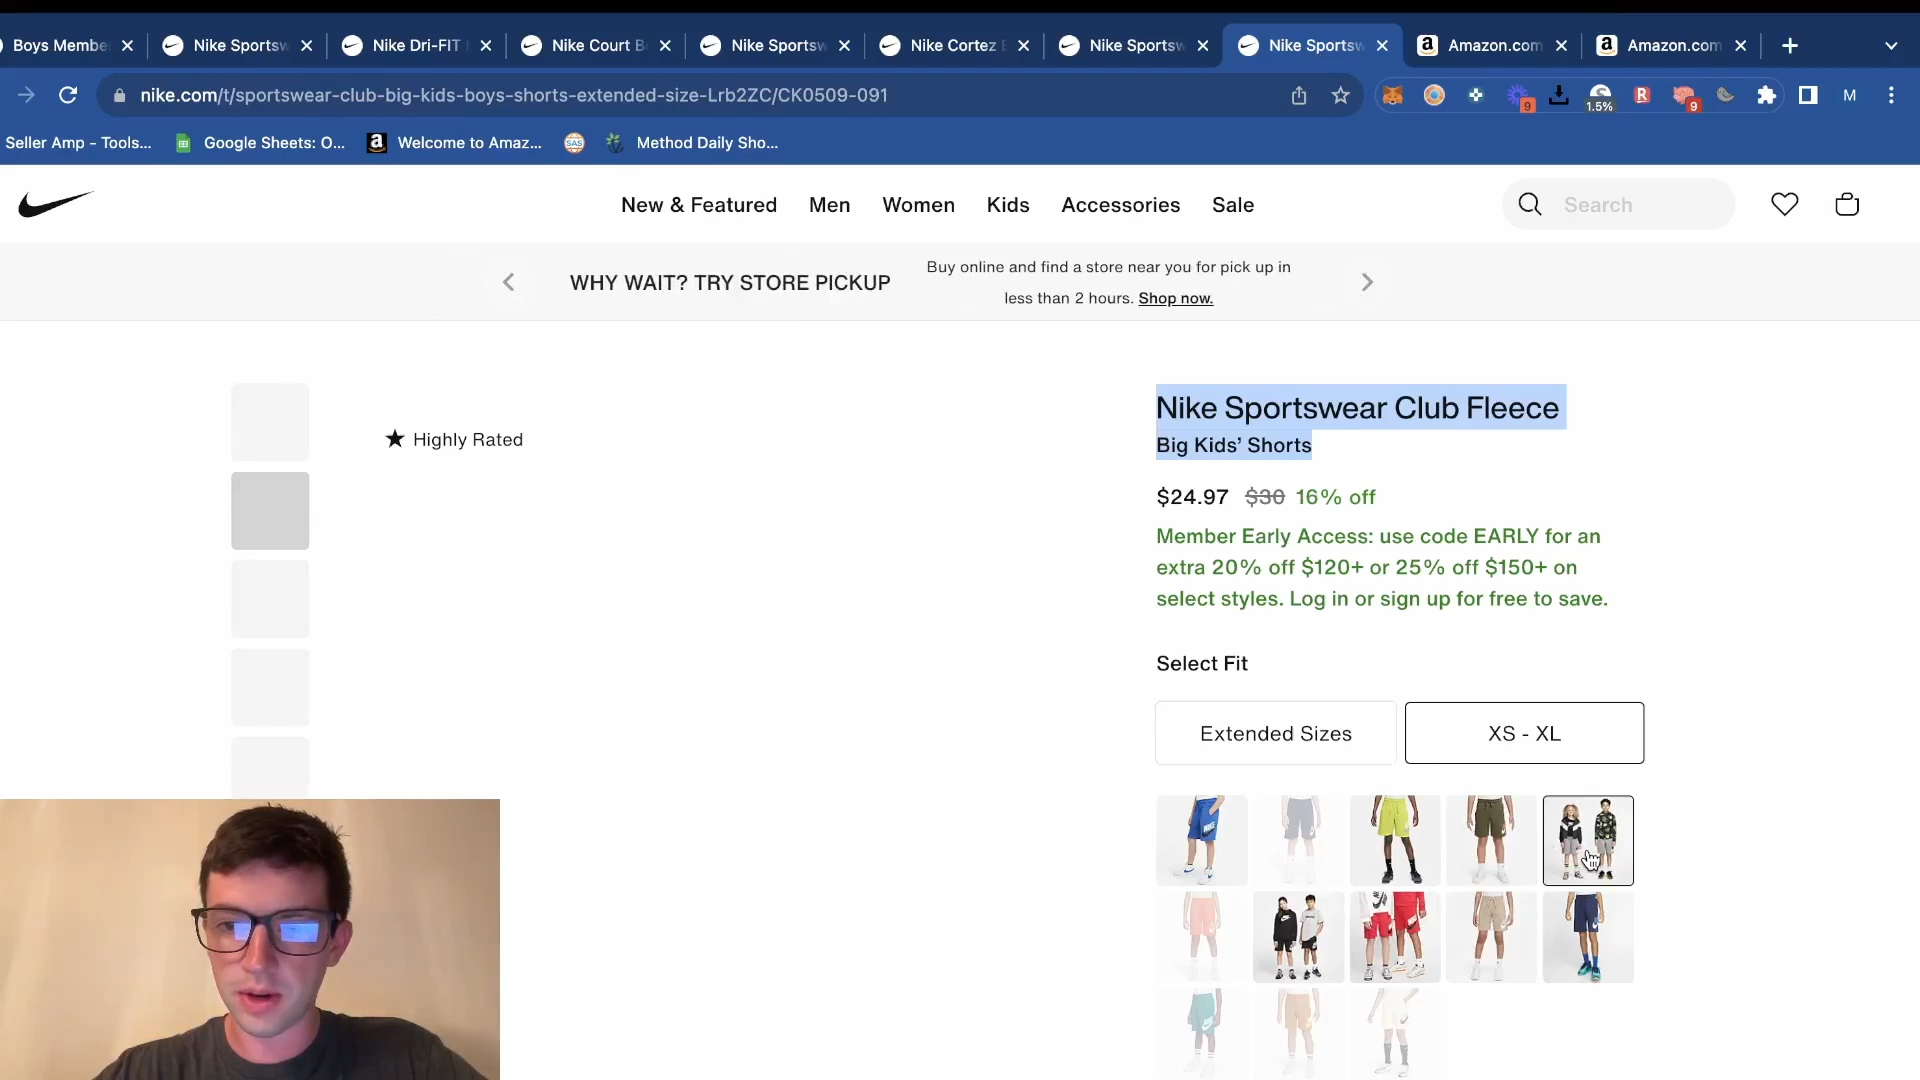 Boys Membe
Nike Sportsw
Nike Dri-FIT
Nike Court B
Nike Sportsw
Nike Cortez
Nike Sportsw
Nike Sportsw
Amazon.com
Amazon.com
nike.com/t/sportswear-club-big-kids-boys-shorts-extended-size-Lrb2ZC/CK0509-091
9
1.5%
R
9
M
Seller Amp - Tools...
Google Sheets: O...
Welcome to Amaz...
SAS
Method Daily Sho...
New & Featured
Men
Women
Kids
Accessories
Sale
Search
WHY WAIT? TRY STORE PICKUP
Buy online and find a store near you for pick up in
less than 2 hours. Shop now.
Highly Rated
Nike Sportswear Club Fleece
Big Kids’ Shorts
$24.97 $30 16% off
Member Early Access: use code EARLY for an
extra 20% off $120+ or 25% off $150+ on
select styles. Log in or sign up for free to save.
Select Fit
Extended Sizes
XS - XL